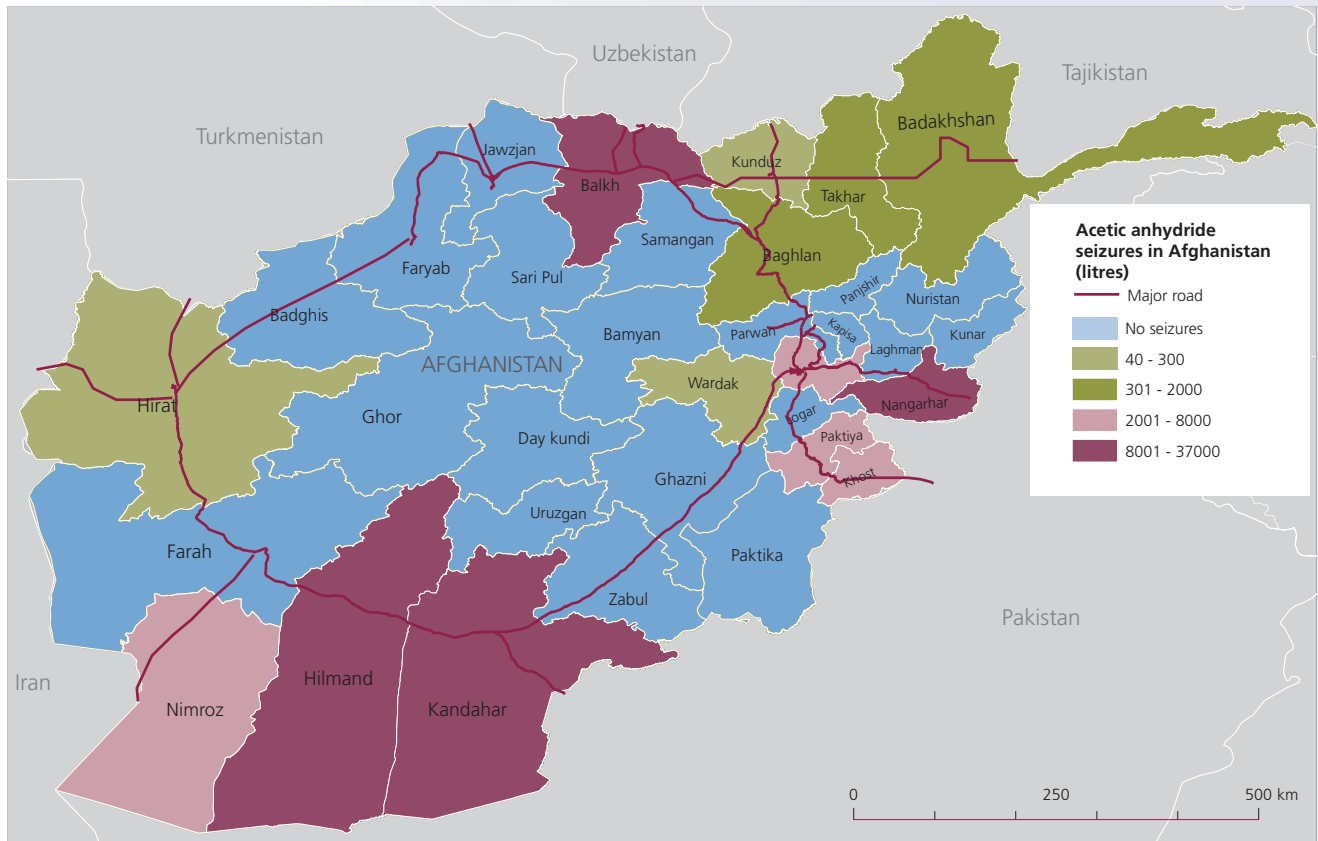 Uzbekistan
Tajikistan
Turkmenistan
Badakhshan
Jawzjan
Kunduz
Balkh
Takhar
Samangan
Baghlan
Faryab
Sari Pul
Panjshir
Nuristan
Badghis
Bamyan
Parwan
Kapisa
Kunar
Laghman
AFGHANISTAN
Wardak
Hirat
Nangarhar
Ghor
Logar
Day kundi
Paktiya
Ghazni
Khost
Uruzgan
Farah
Paktika
Zabul
Pakistan
Iran
Hilmand
Nimroz
Kandahar
Acetic anhydride
seizures in Afghanistan
(litres)
Major road
No seizures
40 - 300
301 - 2000
2001 - 8000
8001 - 37000
0 250 500 km